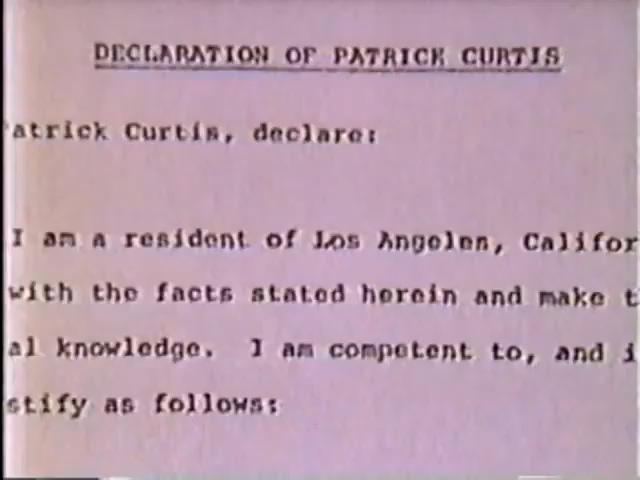 DECLARATION OF PATRICK CURTIS
atrick Curtis, declare:
I am a resident of Los Angeles, Califor
with the facts stated herein and make t
al knowledge. I am competent to, and i
stify as follows: